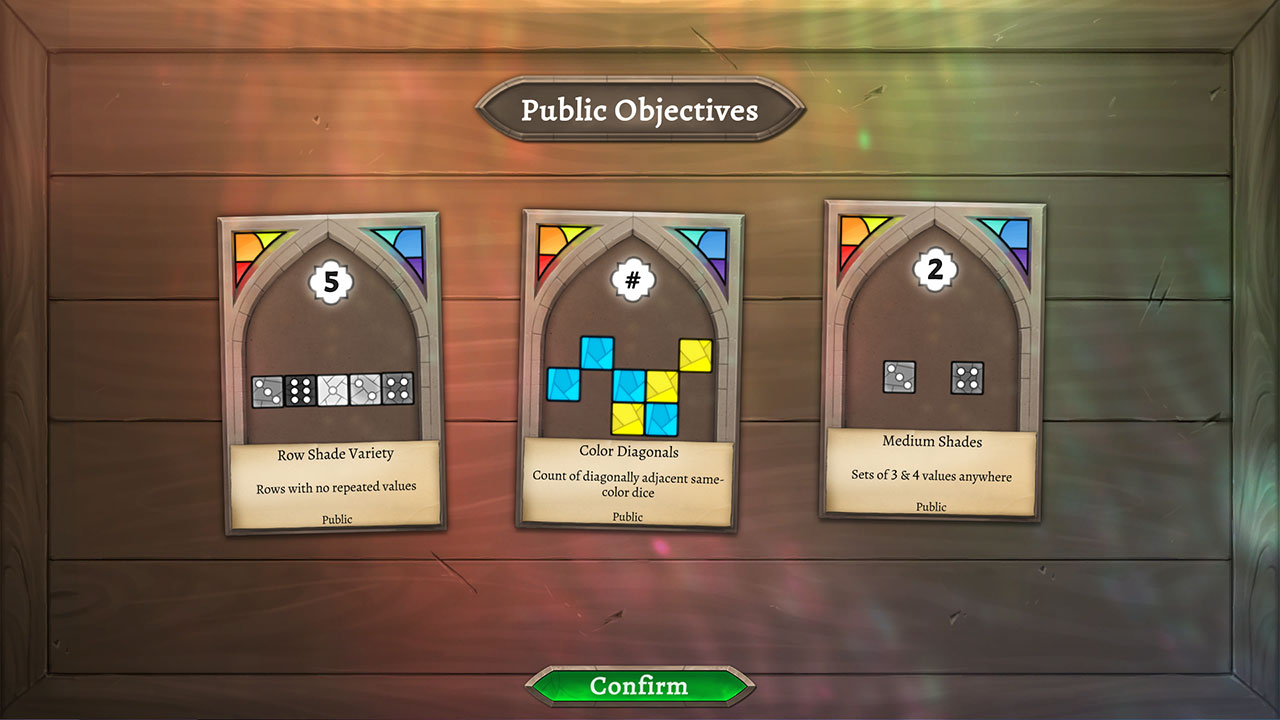 Public Objectives
5
Row Shade Variety
Rows with no repeated values
Public
#
Color Diagonals
Count of diagonally adjacent same-
color dice
Public
2
Medium Shades
Sets of 3 & 4 values anywhere
Public
Confirm